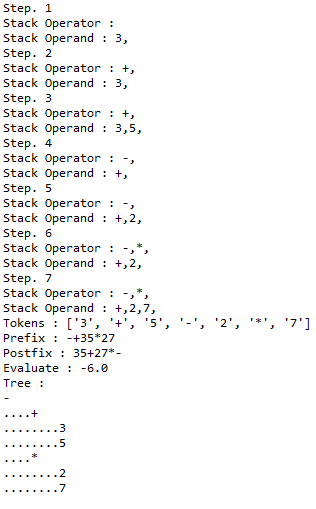 Step. 1
Stack Operator :
Stack Operand : 3,
Step. 2
Stack Operator : +,
Stack Operand : 3,
Step. 3
Stack Operator : +,
Stack Operand : 3,5,
Step. 4
Stack Operator : -,
Stack Operand : +,
Step. 5
Stack Operator : -,
Stack Operand : +,2,
Step. 6
Stack Operator : -,*,
Stack Operand : +,2,
Step. 7
Stack Operator : -,*,
Stack Operand : +,2,7,
Tokens : ['3', '+', '5', '-', '2', '*', '7']
Prefix : -+35*27
Postfix : 35+27*-
Evaluate : -6.0
Tree :
-
....+
........3
........5
....*
........2
........7